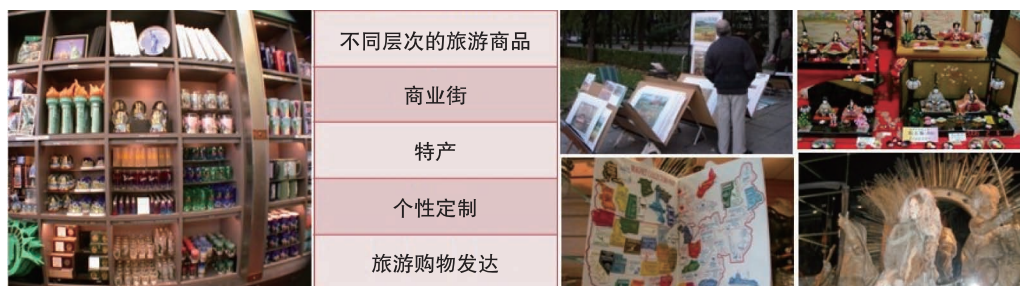 不同层次的旅游商品
商业街
特产
个性定制
旅游购物发达